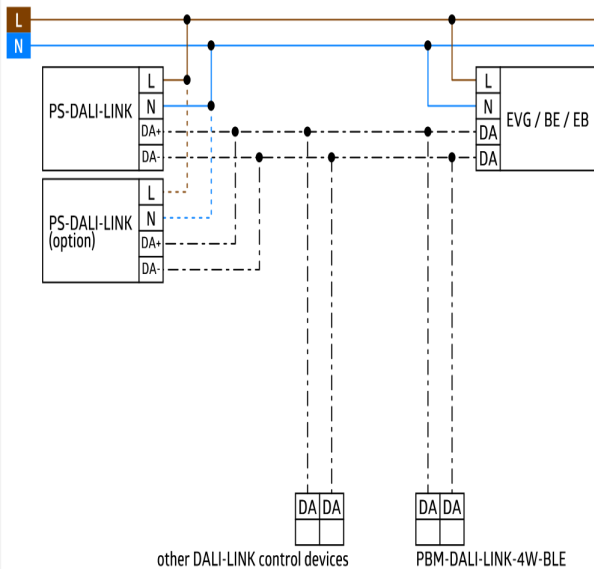 L
N
PS-DALI-LINK
L
N
DA+
DA-
L
N
DA
DA
EVG / BE / EB
PS-DALI-LINK
(option)
L
N
DA+
DA-
DA DA
DA DA
other DALI-LINK control devices
PBM-DALI-LINK-4W-BLE